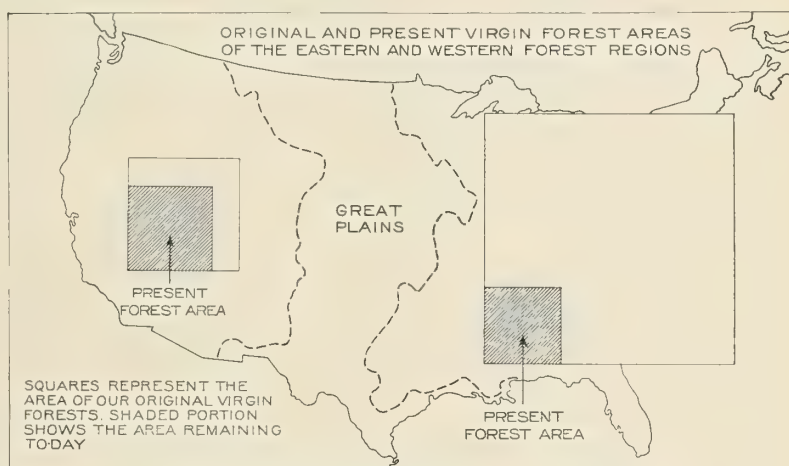 ORIGINAL AND PRESENT VIRGIN FOREST AREAS
OF THE EASTERN AND WESTERN FOREST REGIONS
GREAT
PLAINS
PRESENT
FOREST AREA
SQUARES REPRESENT THE
AREA OF OUR ORIGINAL VIRGIN
FORESTS. SHADED PORTION
SHOWS THE AREA REMAINING
TO-DAY
PRESENT
FOREST AREA